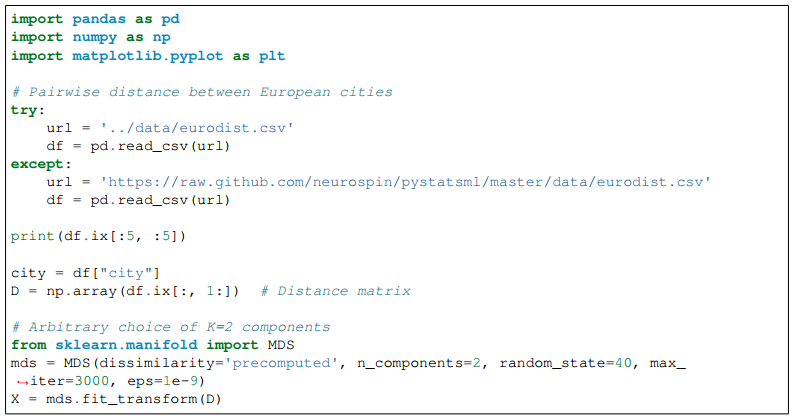 import pandas as pd
import numpy as np
import matplotlib.pyplot as plt
# Pairwise distance between European cities
try:
    url = '../data/eurodist.csv'
    df = pd.read_csv(url)
except:
    url = 'https://raw.github.com/neurospin/pystatsml/master/data/eurodist.csv'
    df = pd.read_csv(url)
print(df.ix[:5, :5])
city = df["city"]
D = np.array(df.ix[:, 1:])  # Distance matrix
# Arbitrary choice of K=2 components
from sklearn.manifold import MDS
mds = MDS(dissimilarity='precomputed', n_components=2, random_state=40, max_
↪iter=3000, eps=1e-9)
X = mds.fit_transform(D)